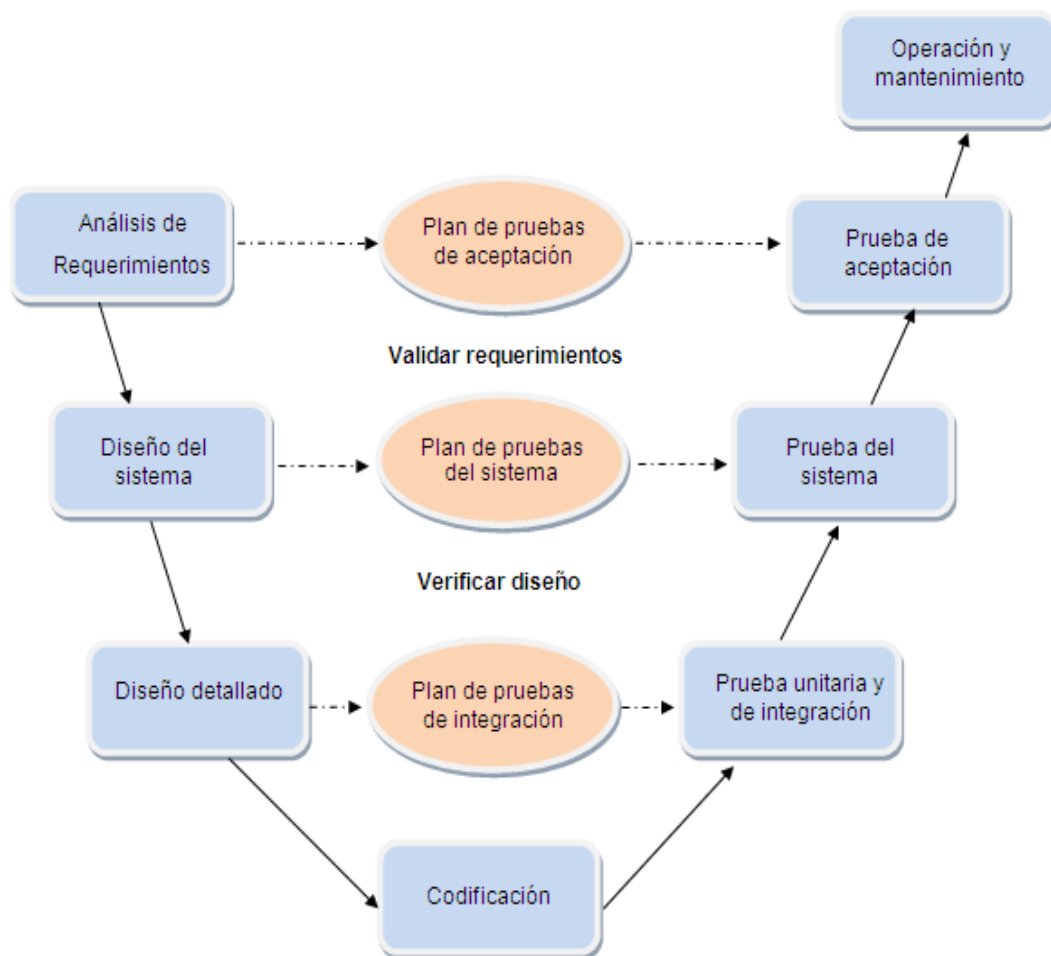 Operación y
mantenimiento
Análisis de
Requerimientos
Plan de pruebas
de aceptación
Prueba de
aceptación
Validar requerimientos
Diseño del
sistema
Plan de pruebas
del sistema
Prueba del
sistema
Verificar diseño
Diseño detallado
Plan de pruebas
de integración
Prueba unitaria y
de integración
Codificación